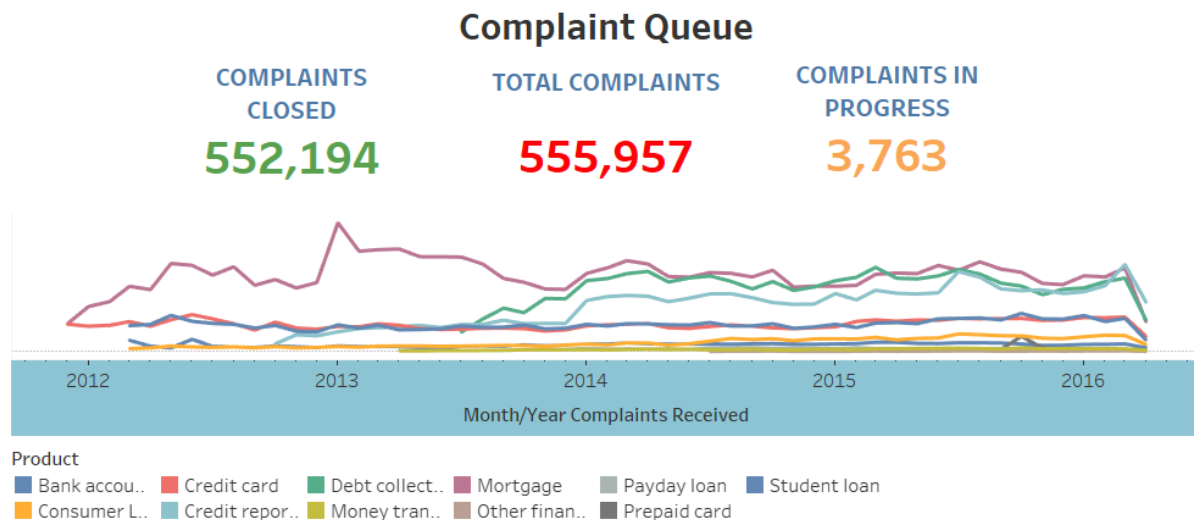 Complaint Queue
COMPLAINTS
CLOSED
552,194
TOTAL COMPLAINTS
555,957
COMPLAINTS IN
PROGRESS
3,763
2012 2013 2014 2015 2016
Month/Year Complaints Received
Product
Bank accou.. Credit card Debt collect.. Mortgage Payday loan Student loan
Consumer L.. Credit repor.. Money tran.. Other finan.. Prepaid card